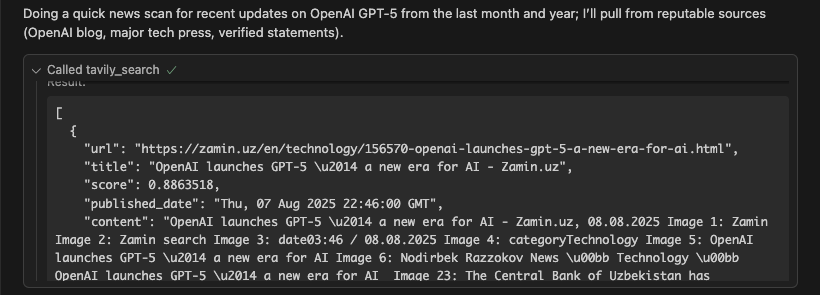 Doing a quick news scan for recent updates on OpenAI GPT-5 from the last month and year; I’ll pull from reputable sources
(OpenAI blog, major tech press, verified statements).
Called tavily_search
Result:
[
{
"url": "https://zamin.uz/en/technology/156570-openai-launches-gpt-5-a-new-era-for-ai.html",
"title": "OpenAI launches GPT-5 \u2014 a new era for AI - Zamin.uz",
"score": 0.8863518,
"published_date": "Thu, 07 Aug 2025 22:46:00 GMT",
"content": "OpenAI launches GPT-5 \u2014 a new era for AI - Zamin.uz, 08.08.2025 Image 1: Zamin
Image 2: Zamin search Image 3: date03:46 / 08.08.2025 Image 4: categoryTechnology Image 5: OpenAI
launches GPT-5 \u2014 a new era for AI Image 6: Nodirbek Razzokov News \u00bb Technology \u00bb
OpenAI launches GPT-5 \u2014 a new era for AI  Image 23: The Central Bank of Uzbekistan has